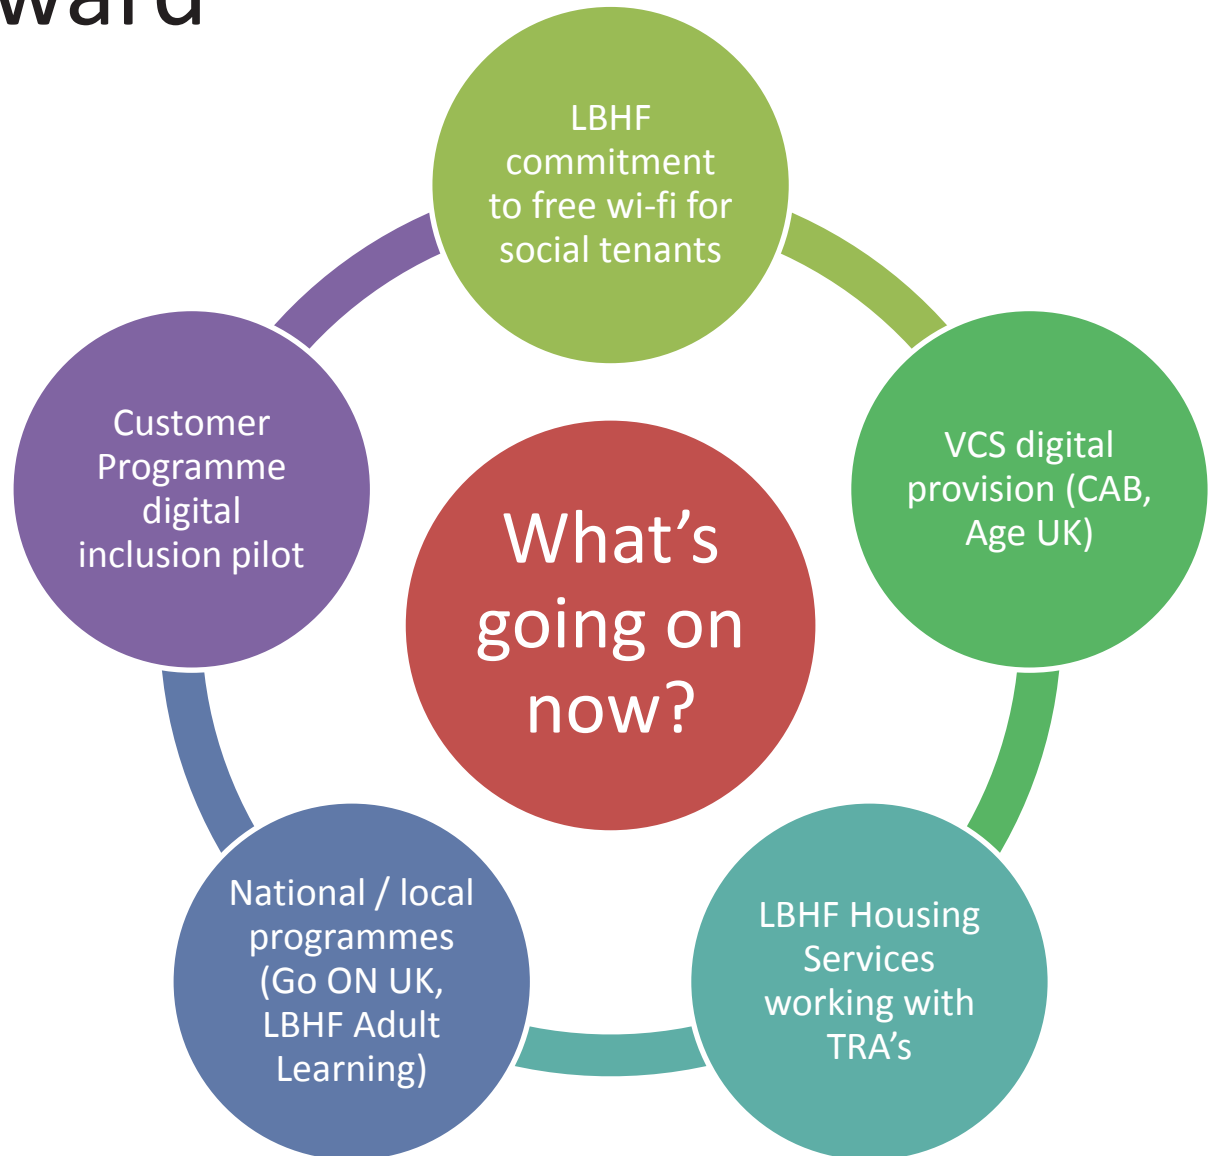 ward
LBHF
commitment
to free wi-fi for
social tenants
VCS digital
provision (CAB,
Age UK)
LBHF Housing
Services
working with
TRA’s
National / local
programmes
(Go ON UK,
LBHF Adult
Learning)
Customer
Programme
digital
inclusion pilot
What’s
going on
now?